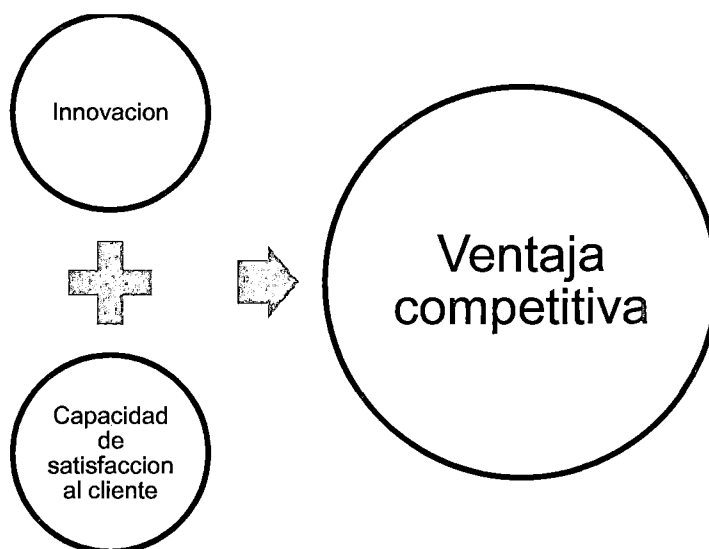 Innovacion
Capacidad
de
satisfaccion
al cliente
Ventaja
competitiva